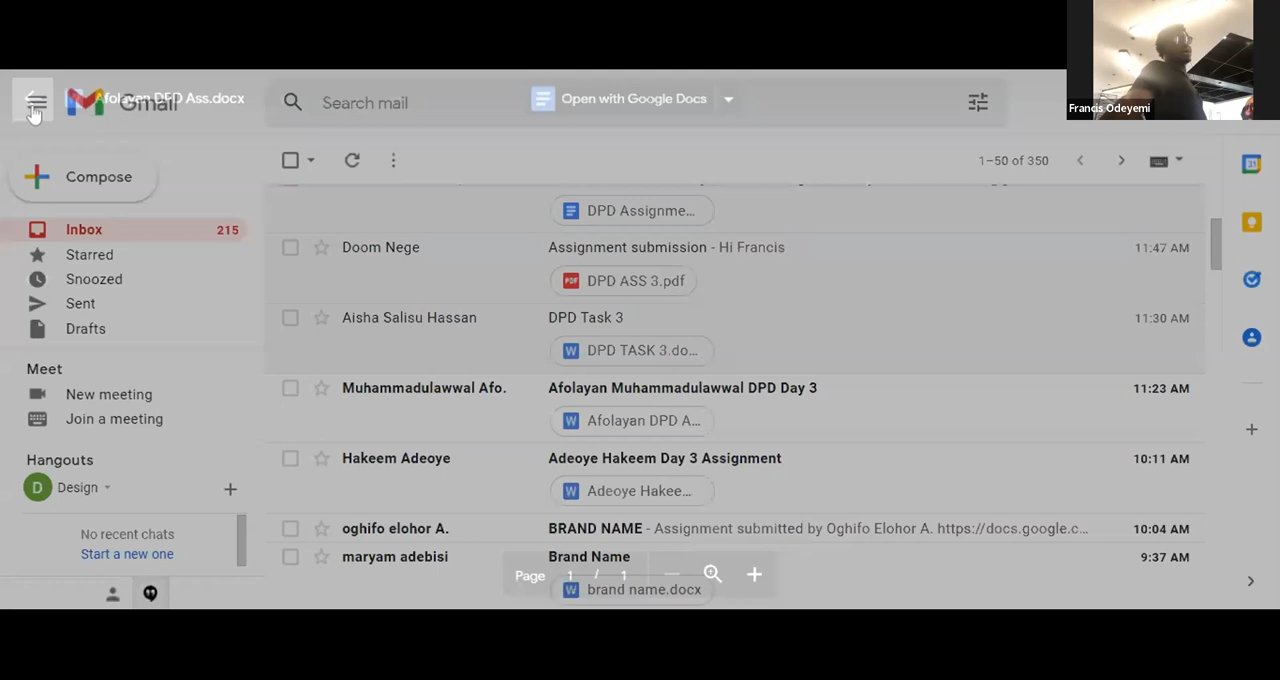 Francis Odeyemi
Afolayan DPD Ass.docx
Gmail
Search mail
Open with Google Docs
Compose
1–50 of 350
31
Inbox 215
Starred
Snoozed
Sent
Drafts
Meet
New meeting
Join a meeting
Hangouts
D Design
No recent chats
Start a new one
DPD Assignme...
Doom Nege Assignment submission - Hi Francis 11:47 AM
PDF DPD ASS 3.pdf
Aisha Salisu Hassan DPD Task 3 11:30 AM
W DPD TASK 3.do...
Muhammadulawwal Afo. Afolayan Muhammadulawwal DPD Day 3 11:23 AM
W Afolayan DPD A...
Hakeem Adeoye Adeoye Hakeem Day 3 Assignment 10:11 AM
W Adeoye Hakee...
oghifo elohor A. BRAND NAME - Assignment submitted by Oghifo Elohor A. https://docs.google.c... 10:04 AM
maryam adebisi Brand Name 9:37 AM
W brand name.docx
Page 1 / 1